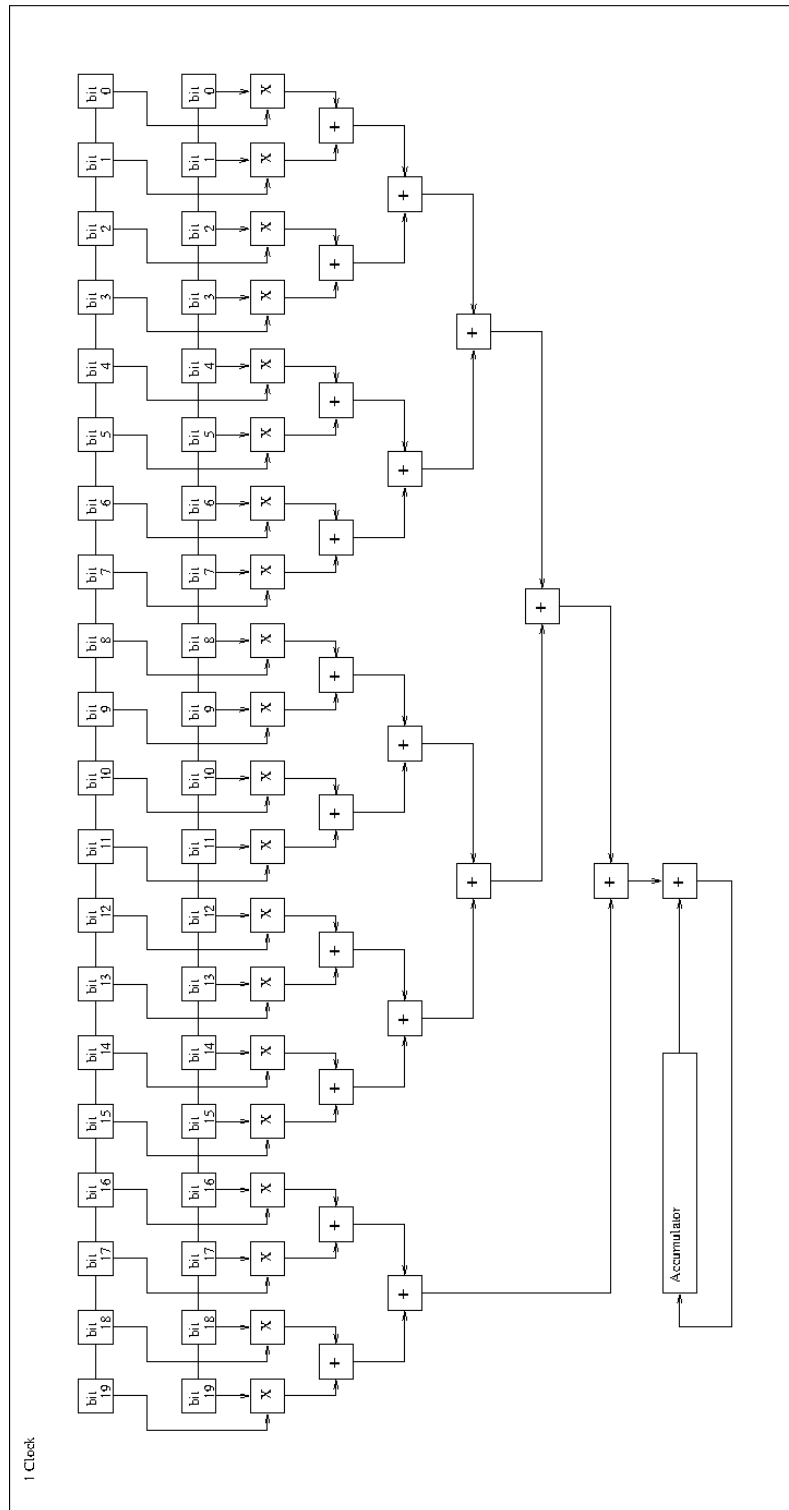 1 Clock
bit bit bit bit bit bit bit bit bit bit bit bit bit bit bit bit bit bit bit bit
19 18 17 16 15 14 13 12 11 10 9 8 7 6 5 4 3 2 1 0
bit bit bit bit bit bit bit bit bit bit bit bit bit bit bit bit bit bit bit bit
19 18 17 16 15 14 13 12 11 10 9 8 7 6 5 4 3 2 1 0
X X X X X X X X X X X X X X X X X X X X
+ + + + + + + + + +
+ + + + +
+ +
+
+
Accumulator +